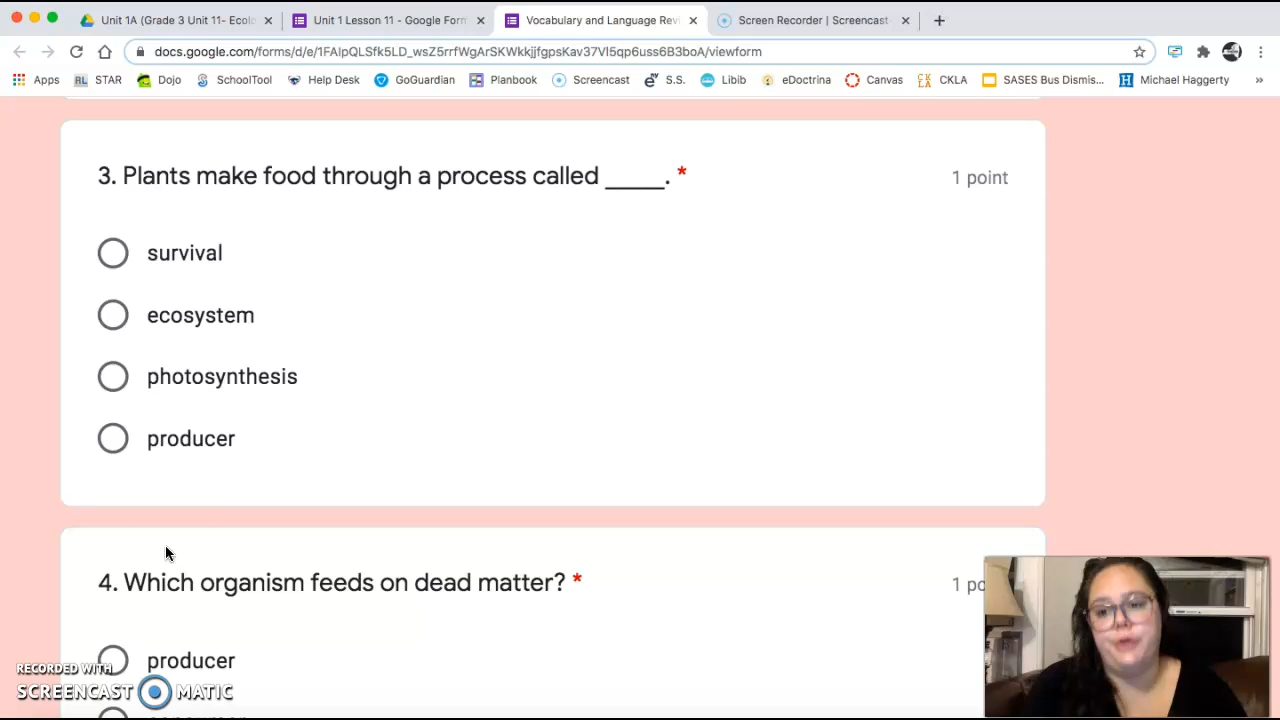 Unit 1A (Grade 3 Unit 11- Ecolo
Unit 1 Lesson 11 - Google Form
Vocabulary and Language Revi
Screen Recorder | Screencast-
docs.google.com/forms/d/e/1FAIpQLSfk5LD_wsZ5rrfWgArSKWkkjjfgpsKav37VI5qp6uss6B3boA/viewform
Apps RL STAR Dojo SchoolTool Help Desk GoGuardian Planbook Screencast S.S. Libib eDoctrina Canvas CKLA SASES Bus Dismis... Michael Haggerty »
3. Plants make food through a process called _____. *
1 point
survival
ecosystem
photosynthesis
producer
4. Which organism feeds on dead matter? *
producer
RECORDED WITH
SCREENCAST MATIC